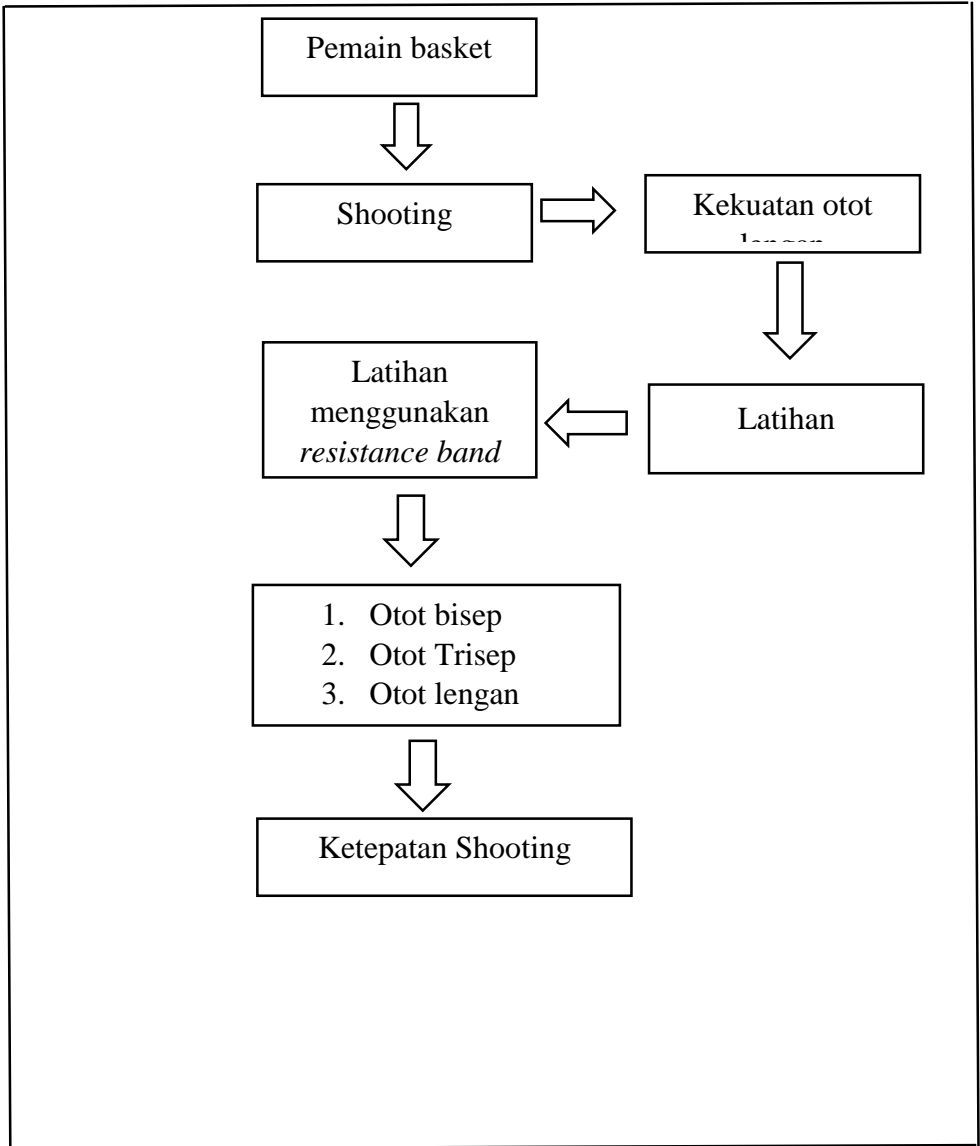 Pemain basket
Shooting
Kekuatan otot
Latihan
Latihan
menggunakan
resistance band
1. Otot bisep
2. Otot Trisep
3. Otot lengan
Ketepatan Shooting